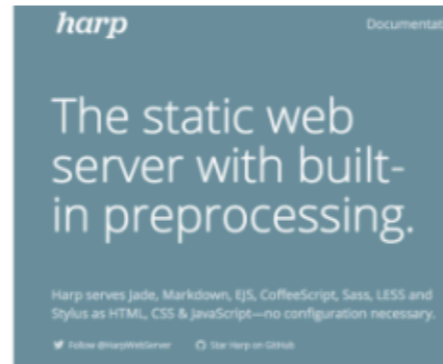 harp
Documentat
The static web
server with built-
in preprocessing.
Harp serves Jade, Markdown, EJS, CoffeeScript, Sass, LESS and
Stylus as HTML, CSS & JavaScript—no configuration necessary.
Follow @HarpWebServer Star Harp on GitHub